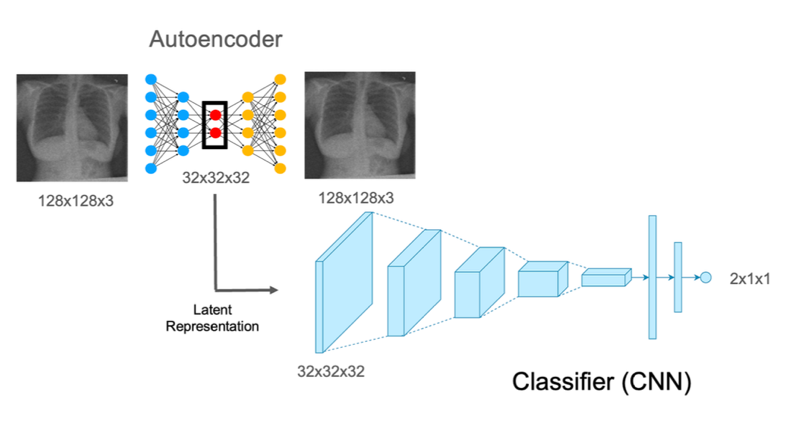 Autoencoder
32x32x32
128x128x3
128x128x3
Latent
Representation
2x1x1
32x32x32
Classifier (CNN)